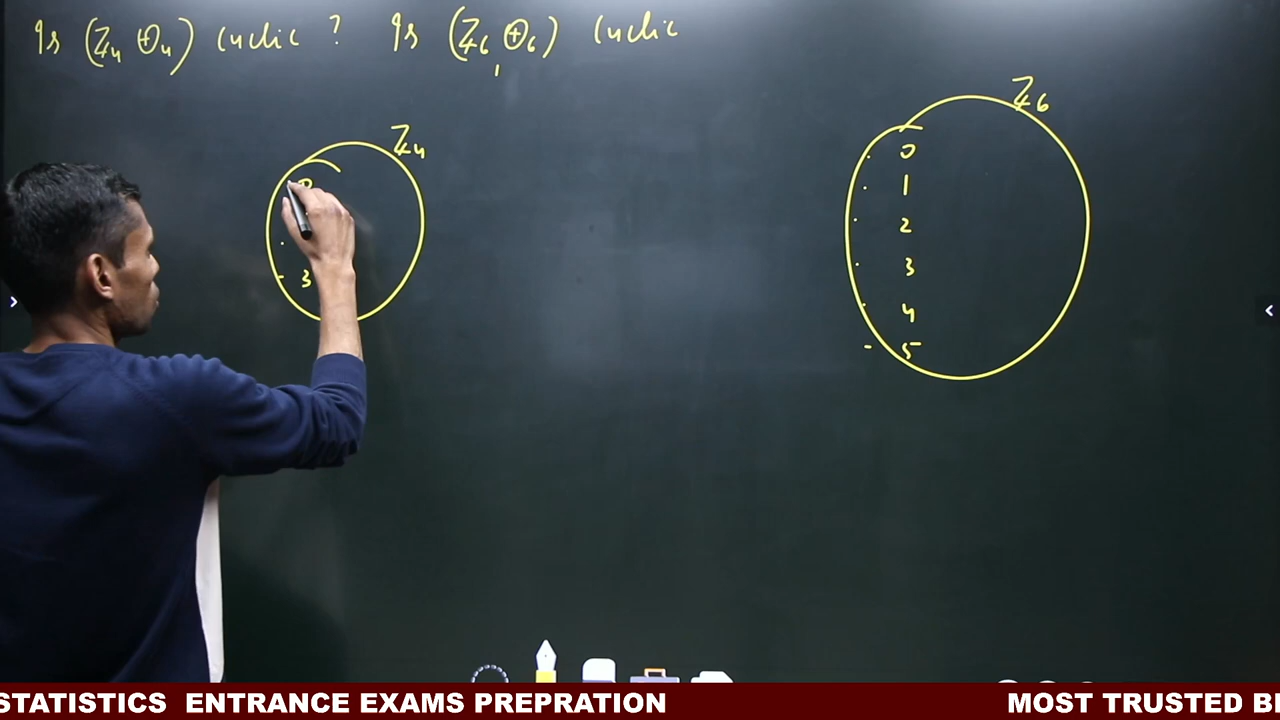 Is (Z₄ ⊕₄) cyclic ? Is (Z₆, ⊕₆) cyclic
Z₄
0
3
Z₆
0
1
2
3
4
5
STATISTICS ENTRANCE EXAMS PREPRATION
MOST TRUSTED